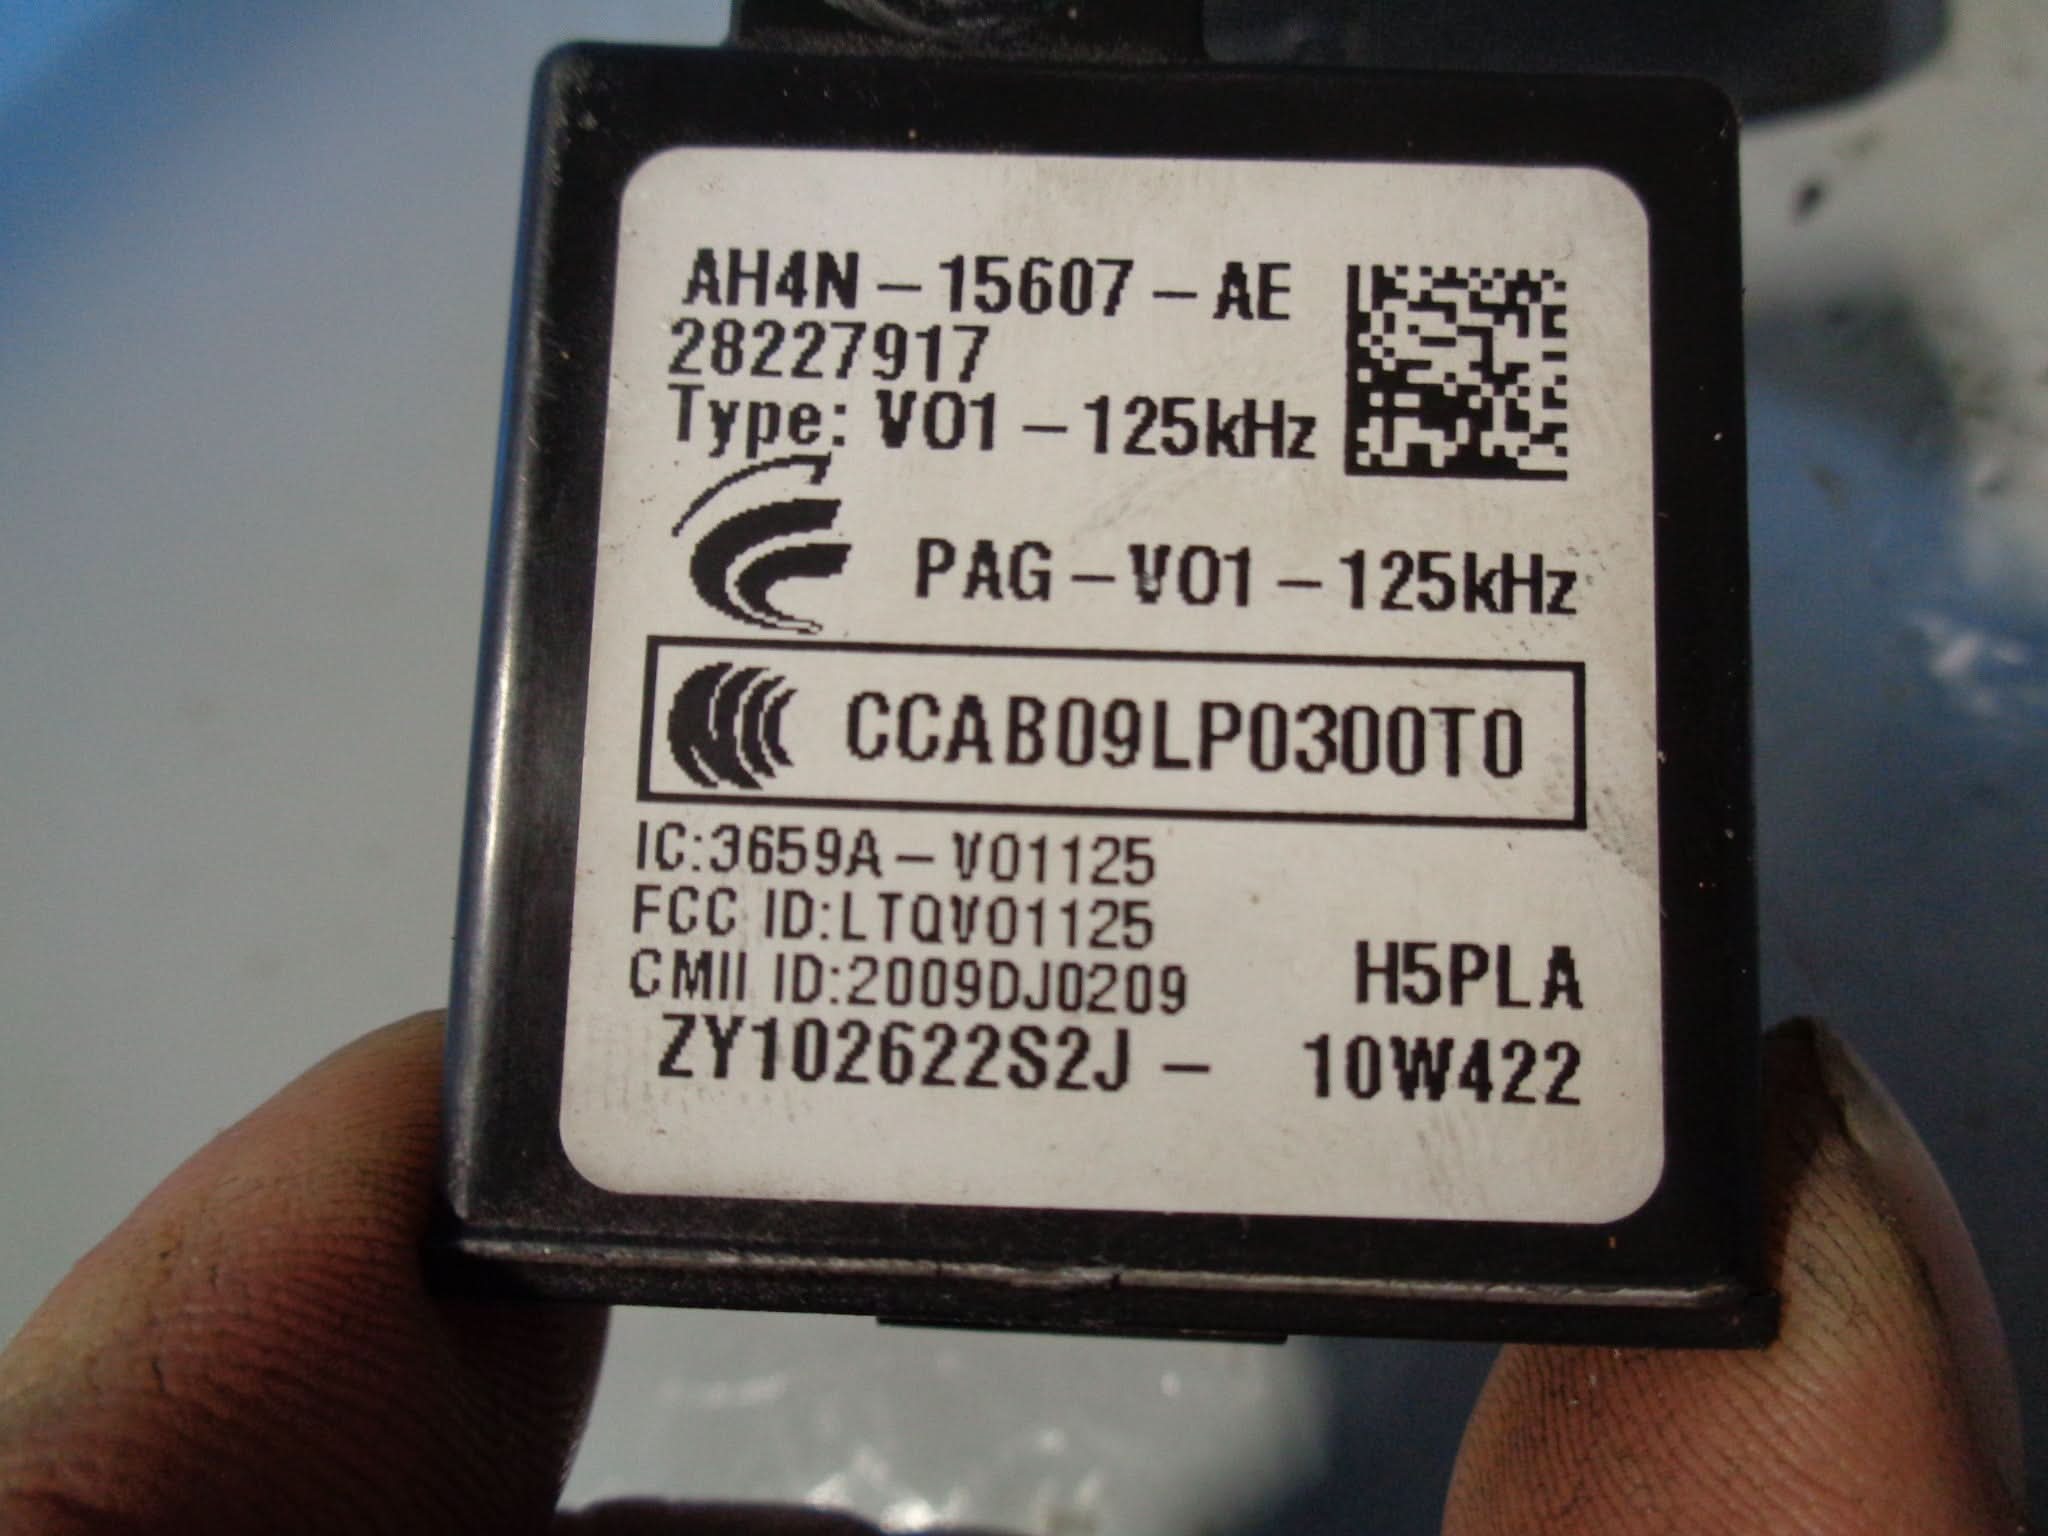 AH4N-15607-AE
28227917
Type: V01-125kHz
PAG-V01-125kHz
CCAB09LP0300T0
IC:3659A-V01125
FCC ID:LTQV01125
CMII ID:2009DJ0209
H5PLA
ZY102622S2J- 10W422